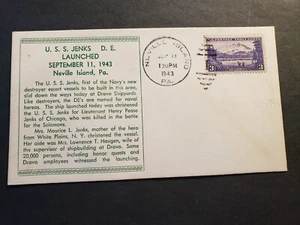 U. S. S. JENKS D. E.
LAUNCHED
SEPTEMBER 11, 1943
Nevile Island, Pa.
The U. S. S. Jenks, first of the Navy's new
destroyer escort vessels to be built in this area,
slid down the ways today at Dravo Shipyards.
Like destroyers, the DE's are named for naval
heroes. The ship launched today was christened
the U. S. S. Jenks for Lieutenant Henry Pease
Jenks of Chicago, who was killed in the battle
for the Solomons.
Mrs. Maurice L. Jenks, mother of the hero
from White Plains, N. Y. christened the vessel.
Her aide was Mrs. Lawrence T. Haugen, wife of
the supervisor of shipbuilding at Dravo. Some
20,000 persons, including honor guests and
Dravo employees witnessed the launching.
NEVILLE ISLAND
SEP 11
1943
PA.